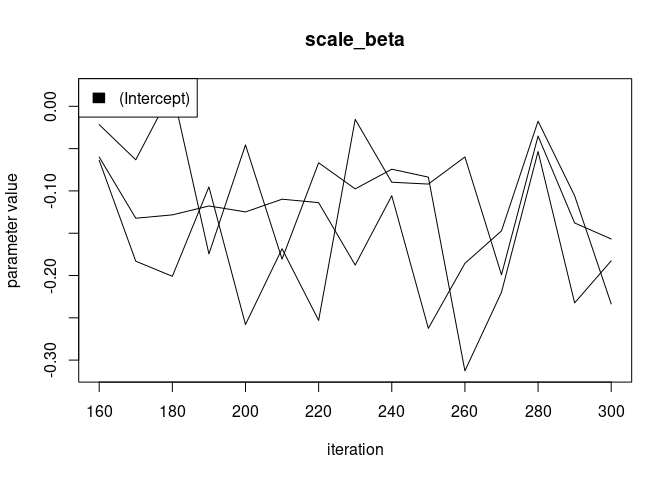 scale_beta
(Intercept)
parameter value
0.00
-0.10
-0.20
-0.30
160 180 200 220 240 260 280 300
iteration